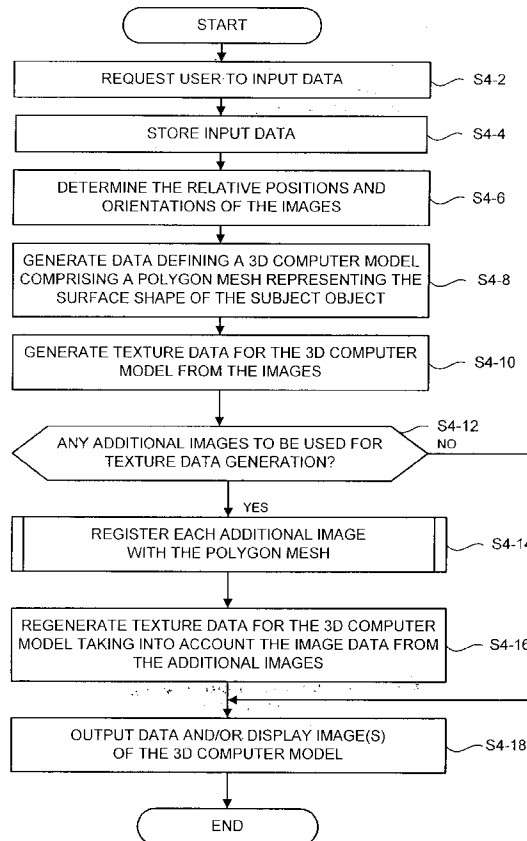 START
REQUEST USER TO INPUT DATA
S4-2
STORE INPUT DATA
S4-4
DETERMINE THE RELATIVE POSITIONS AND
ORIENTATIONS OF THE IMAGES
S4-6
GENERATE DATA DEFINING A 3D COMPUTER MODEL
COMPRISING A POLYGON MESH REPRESENTING THE
SURFACE SHAPE OF THE SUBJECT OBJECT
S4-8
GENERATE TEXTURE DATA FOR THE 3D COMPUTER
MODEL FROM THE IMAGES
S4-10
S4-12
ANY ADDITIONAL IMAGES TO BE USED FOR
TEXTURE DATA GENERATION?
NO
YES
REGISTER EACH ADDITIONAL IMAGE
WITH THE POLYGON MESH
S4-14
REGENERATE TEXTURE DATA FOR THE 3D COMPUTER
MODEL TAKING INTO ACCOUNT THE IMAGE DATA FROM
THE ADDITIONAL IMAGES
S4-16
OUTPUT DATA AND/OR DISPLAY IMAGE(S)
OF THE 3D COMPUTER MODEL
S4-18
END